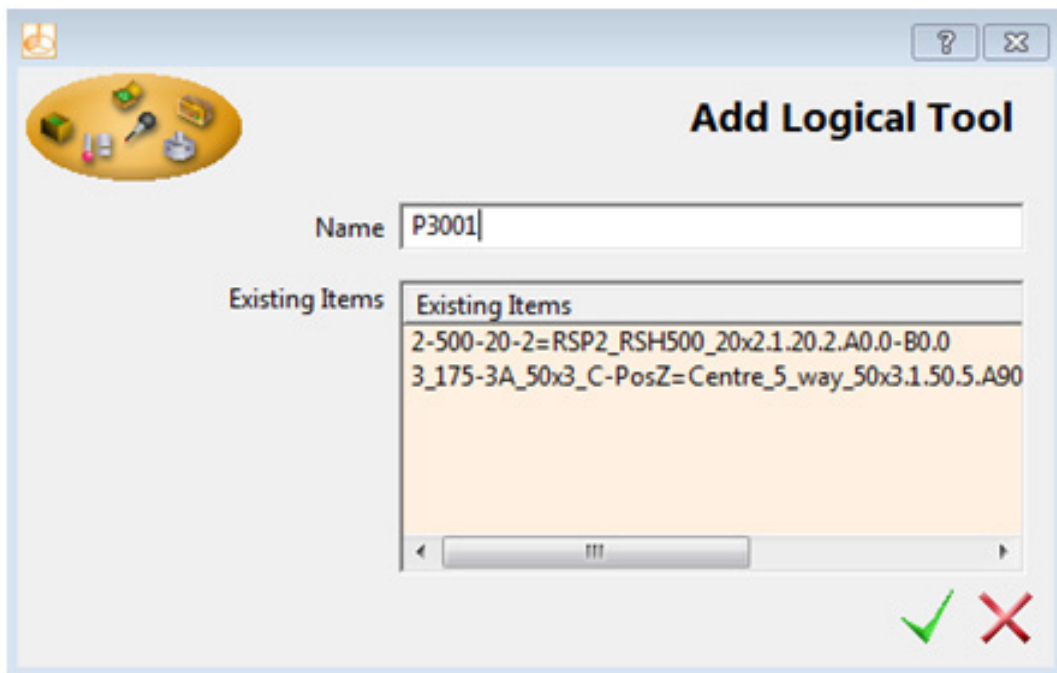 Add Logical Tool
Name P3001
Existing Items
Existing Items
2-500-20-2=RSP2_RSH500_20x2.1.20.2.A0.0-B0.0
3_175-3A_50x3_C-PosZ=Centre_5_way_50x3.1.50.5.A90